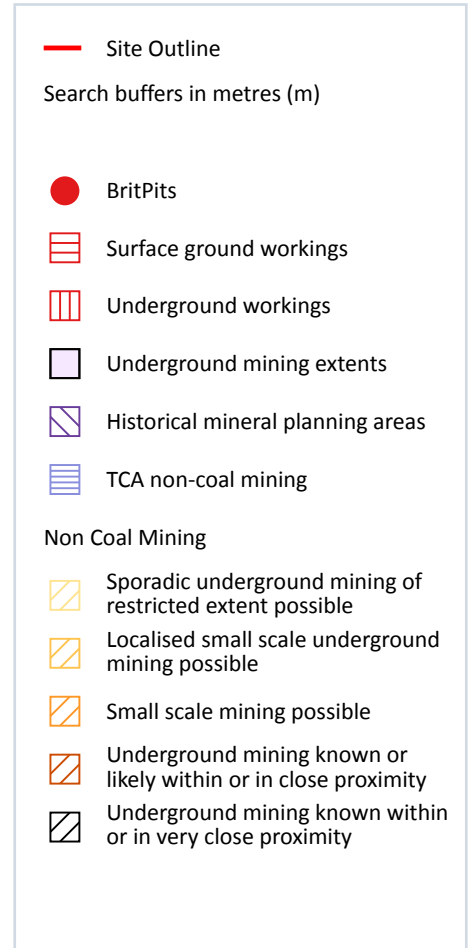 Site Outline
Search buffers in metres (m)
BritPits
Surface ground workings
Underground workings
Underground mining extents
Historical mineral planning areas
TCA non-coal mining
Non Coal Mining
Sporadic underground mining of
restricted extent possible
Localised small scale underground
mining possible
Small scale mining possible
Underground mining known or
likely within or in close proximity
Underground mining known within
or in very close proximity